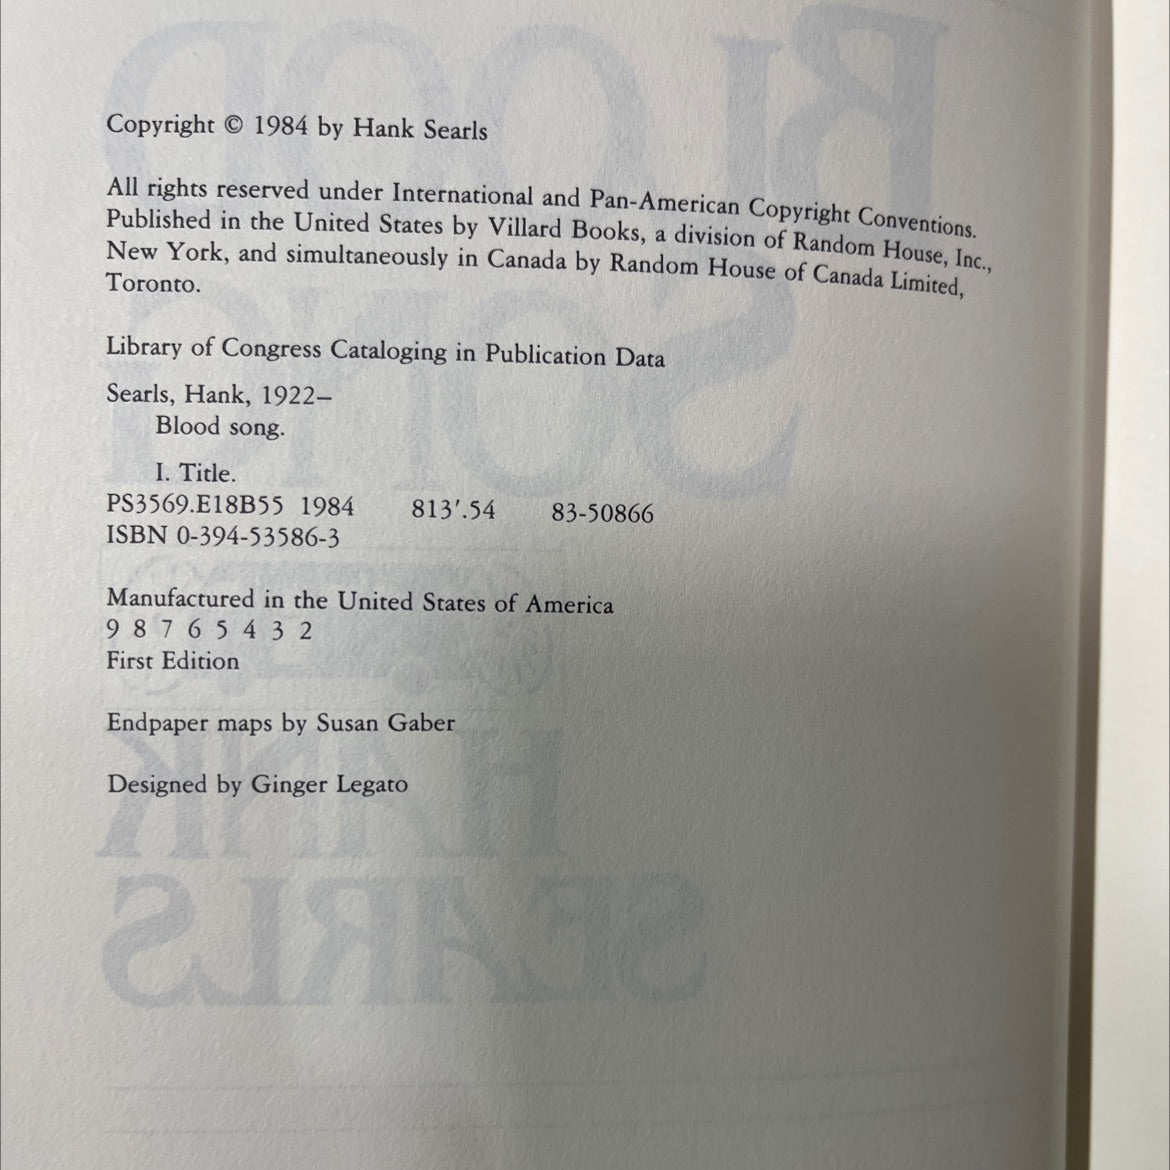 Copyright © 1984 by Hank Searls
All rights reserved under International and Pan-American Copyright Conventions.
Published in the United States by Villard Books, a division of Random House, Inc.,
New York, and simultaneously in Canada by Random House of Canada Limited,
Toronto.
Library of Congress Cataloging in Publication Data
Searls, Hank, 1922–
Blood song.
I. Title.
PS3569.E18B55 1984 813′.54 83-50866
ISBN 0-394-53586-3
Manufactured in the United States of America
9 8 7 6 5 4 3 2
First Edition
Endpaper maps by Susan Gaber
Designed by Ginger Legato
BLOOD
SONG
HANK
SEARLS